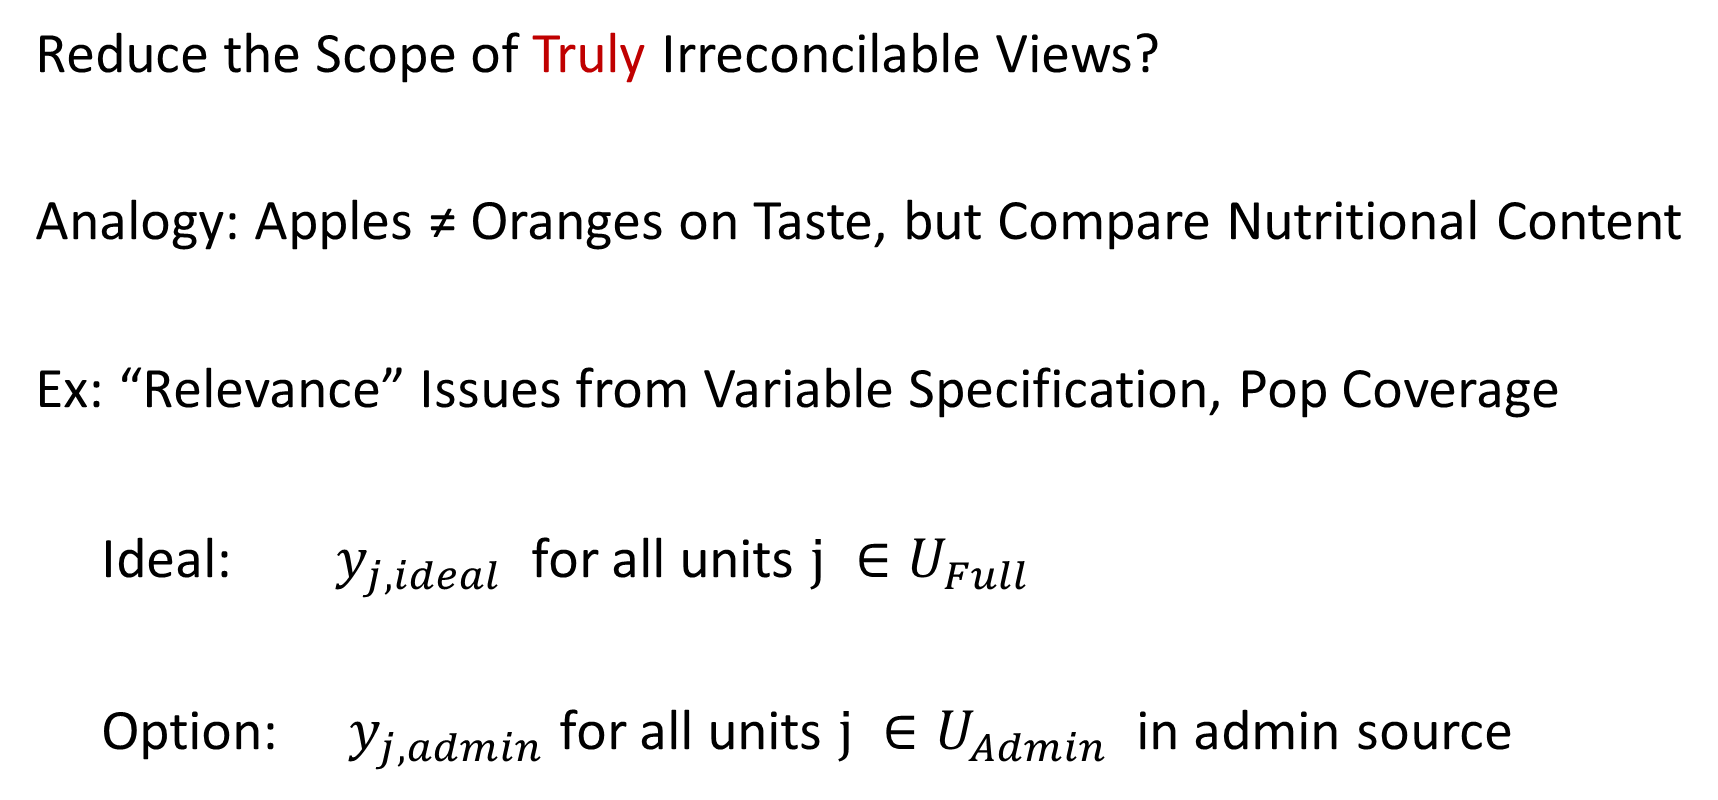 Reduce the Scope of Truly Irreconcilable Views?
Analogy: Apples ≠ Oranges on Taste, but Compare Nutritional Content
Ex: “Relevance” Issues from Variable Specification, Pop Coverage
Ideal: y_{j,ideal} for all units j ∈ U_{Full}
Option: y_{j,admin} for all units j ∈ U_{Admin} in admin source